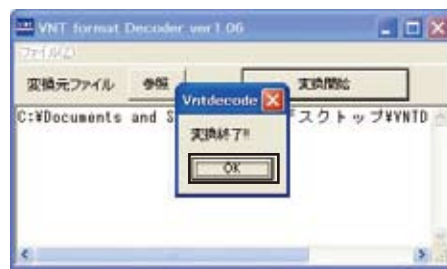 VNT format Decoder ver1.06
ファイル(Z)
変換元ファイル 参照 変換開始
Vntdecode
C:¥Documents and S スクトップ¥VNTD
変換終了!!
OK